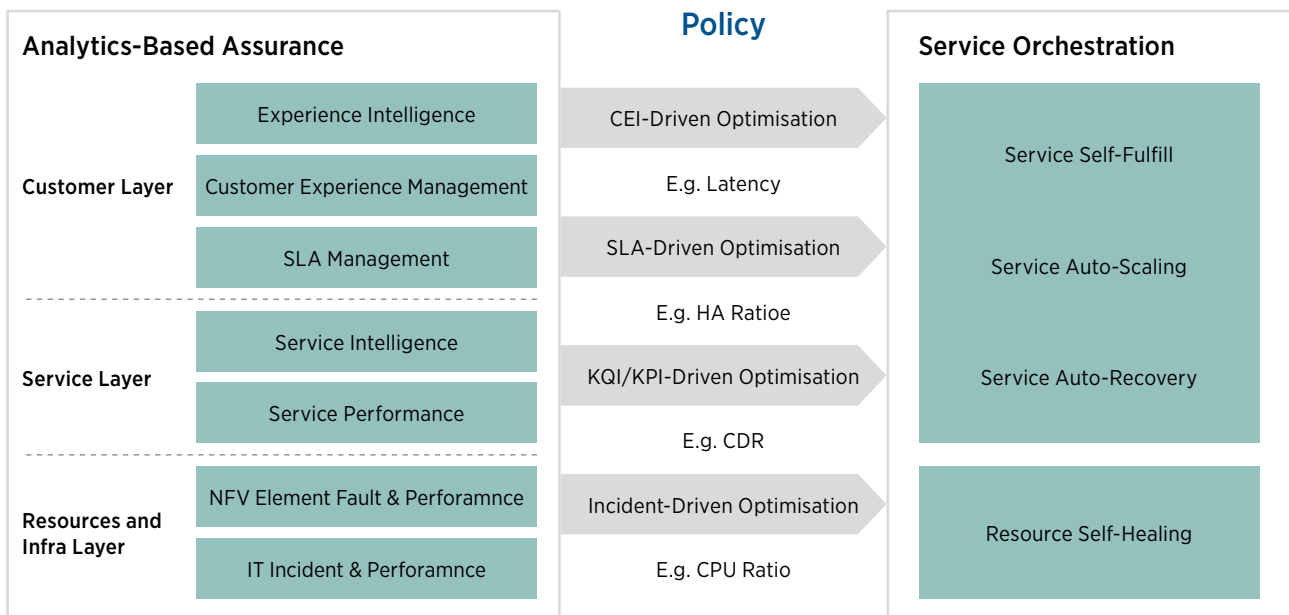 Analytics-Based Assurance
Customer Layer
Experience Intelligence
Customer Experience Management
SLA Management
Service Layer
Service Intelligence
Service Performance
Resources and
Infra Layer
NFV Element Fault & Perforamnce
IT Incident & Perforamnce
Policy
CEI-Driven Optimisation
E.g. Latency
SLA-Driven Optimisation
E.g. HA Ratioe
KQI/KPI-Driven Optimisation
E.g. CDR
Incident-Driven Optimisation
E.g. CPU Ratio
Service Orchestration
Service Self-Fulfill
Service Auto-Scaling
Service Auto-Recovery
Resource Self-Healing